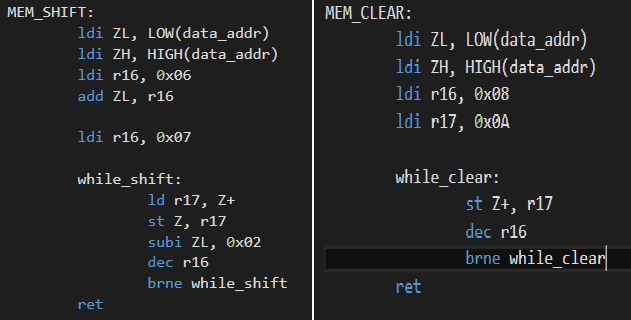 MEM_SHIFT:
ldi ZL, LOW(data_addr)
ldi ZH, HIGH(data_addr)
ldi r16, 0x06
add ZL, r16
ldi r16, 0x07
while_shift:
ld r17, Z+
st Z, r17
subi ZL, 0x02
dec r16
brne while_shift
ret
MEM_CLEAR:
ldi ZL, LOW(data_addr)
ldi ZH, HIGH(data_addr)
ldi r16, 0x08
ldi r17, 0x0A
while_clear:
st Z+, r17
dec r16
brne while_clear
ret